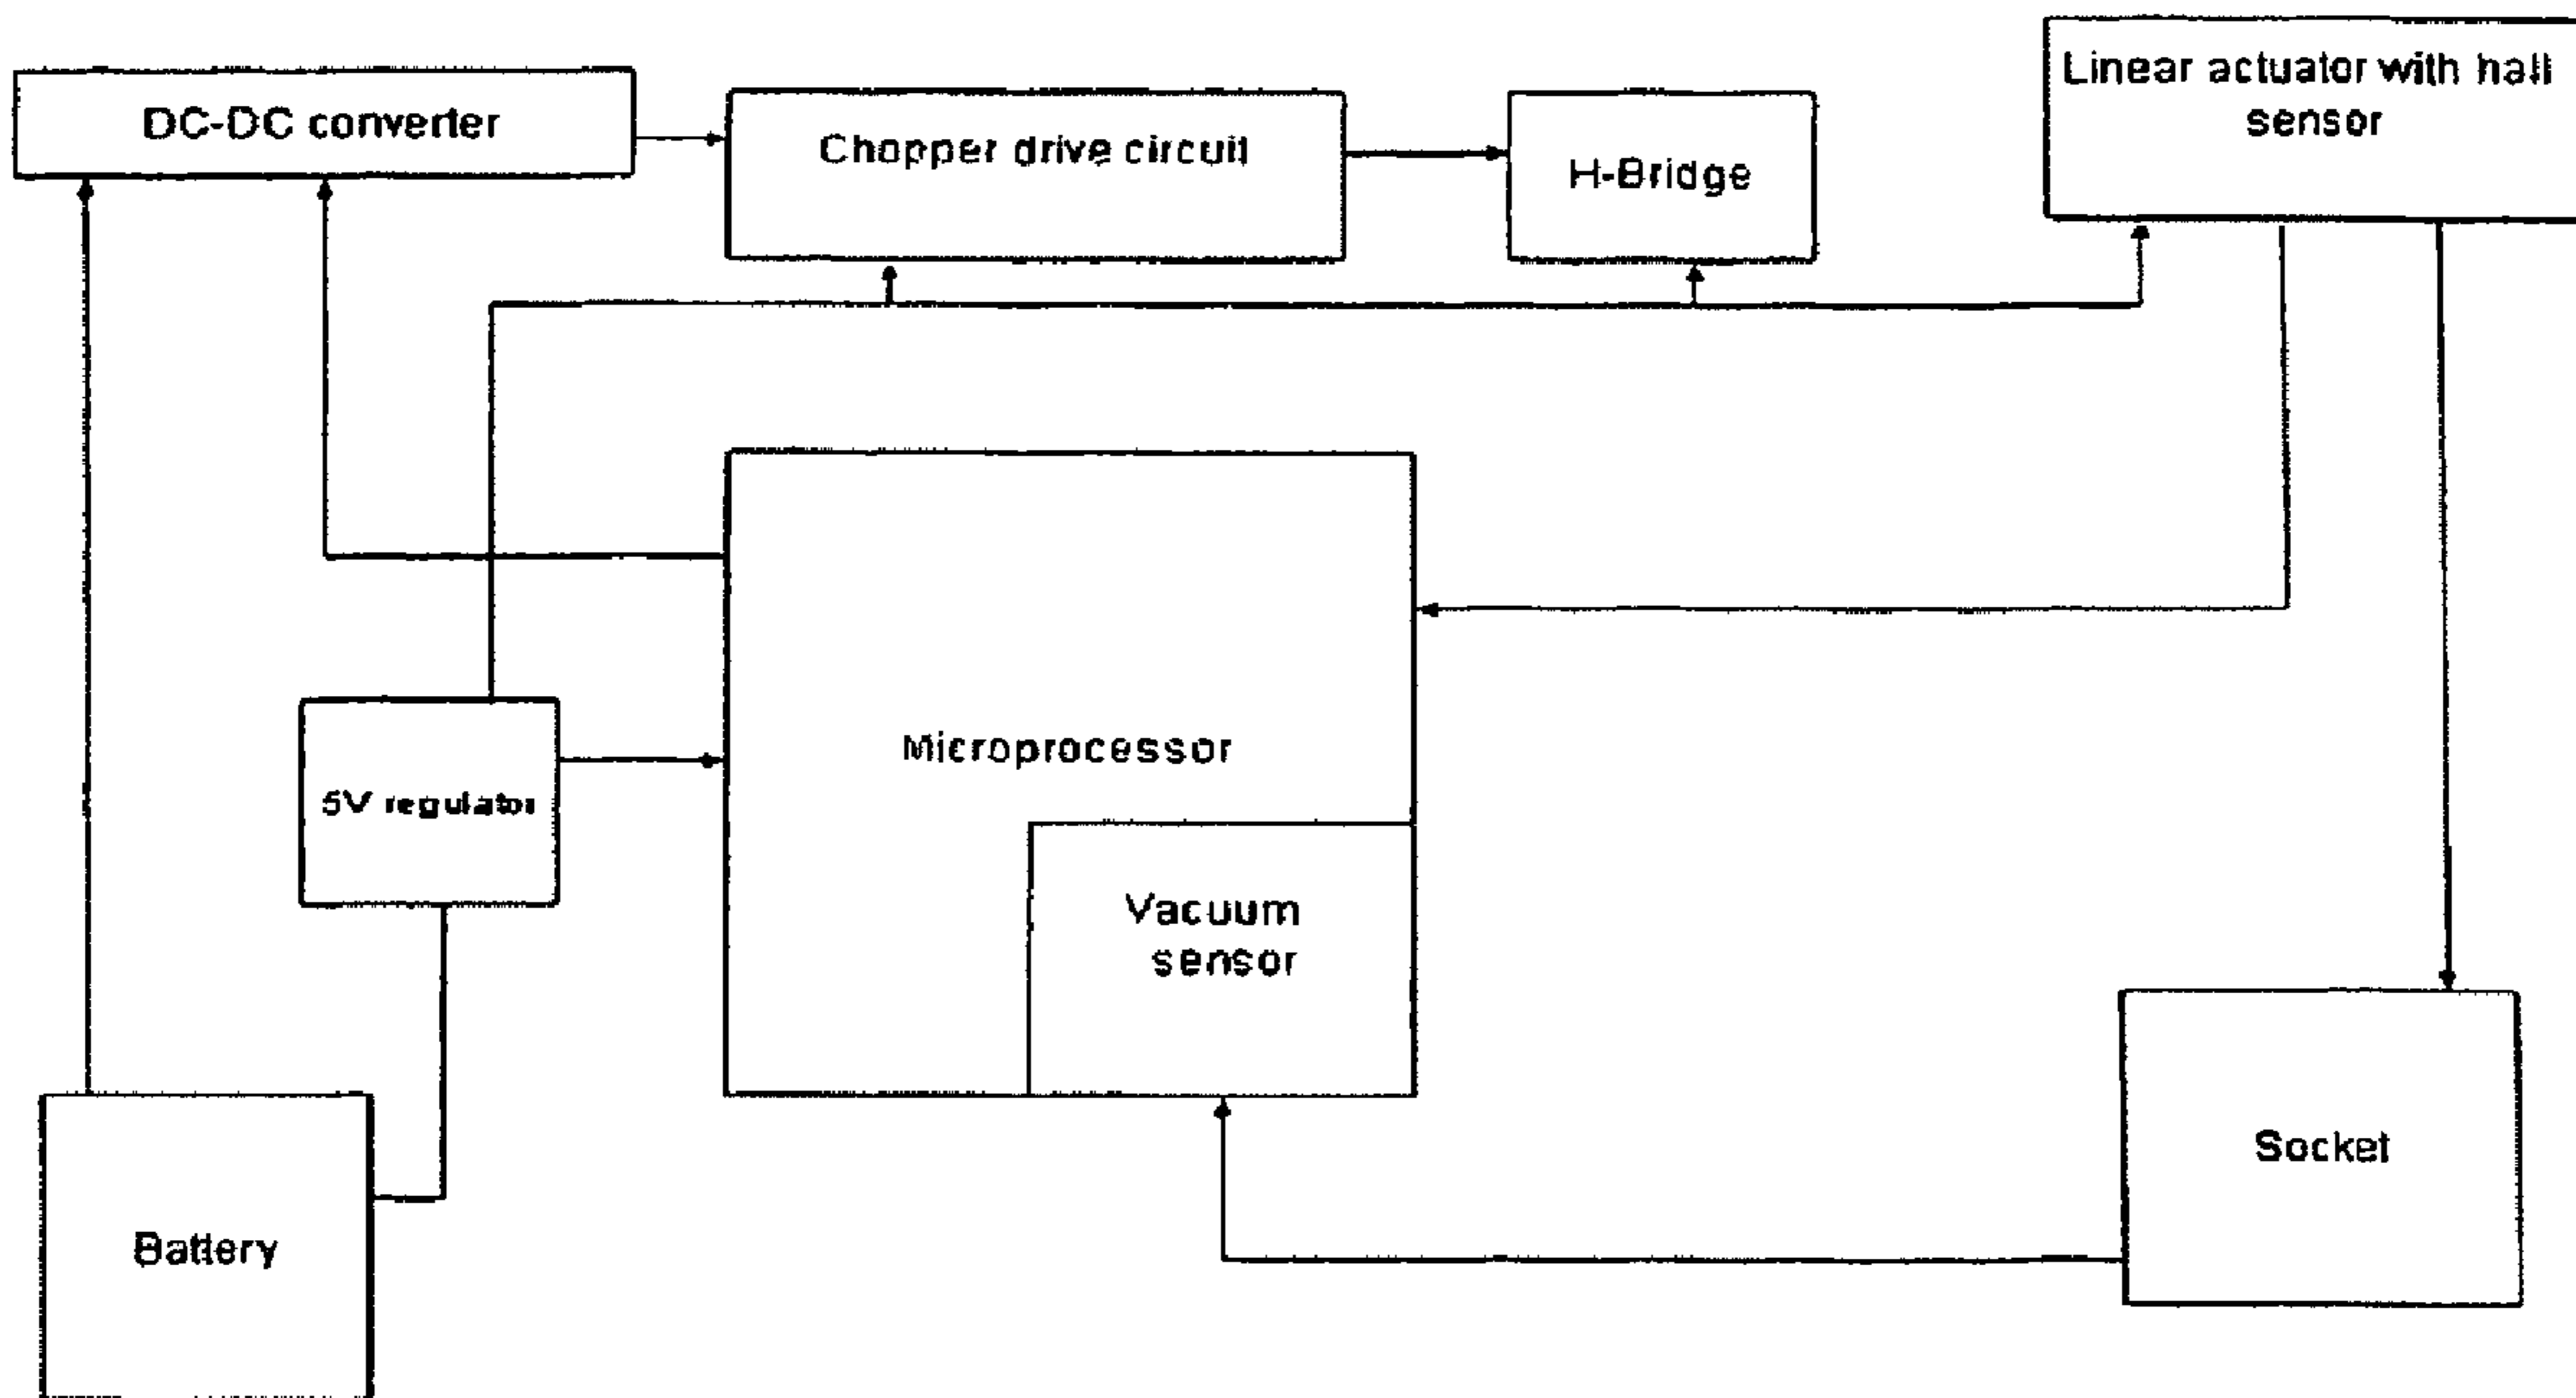 DC-DC converter
Chopper drive circuit
H-Bridge
Linear actuator with hall
sensor
Microprocessor
5V regulator
Vacuum
sensor
Battery
Socket